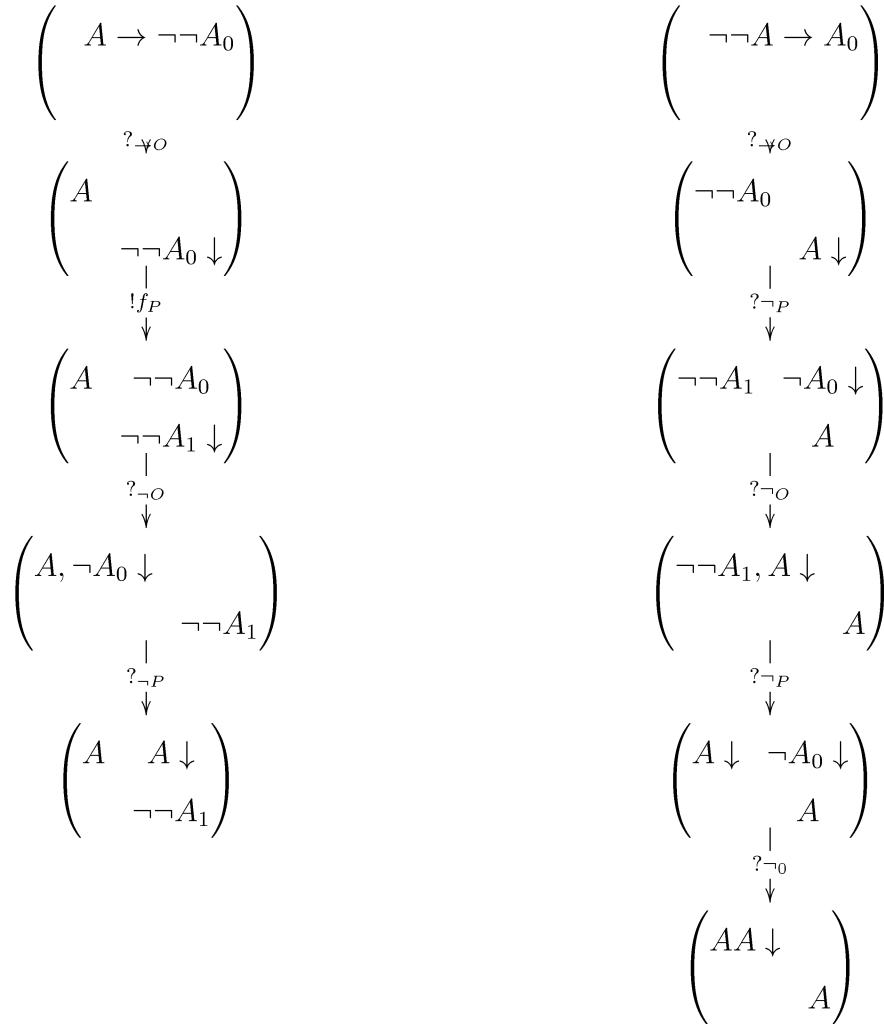 A → ¬¬A₀
?→O
A
¬¬A₀ ↓
!f_P
A ¬¬A₀
¬¬A₁ ↓
?¬O
A, ¬A₀ ↓
¬¬A₁
?¬P
A A ↓
¬¬A₁
¬¬A → A₀
?→O
¬¬A₀
A ↓
?¬P
¬¬A₁ ¬A₀ ↓
A
?¬O
¬¬A₁, A ↓
A
?¬P
A ↓ ¬A₀ ↓
A
?¬₀
AA ↓
A